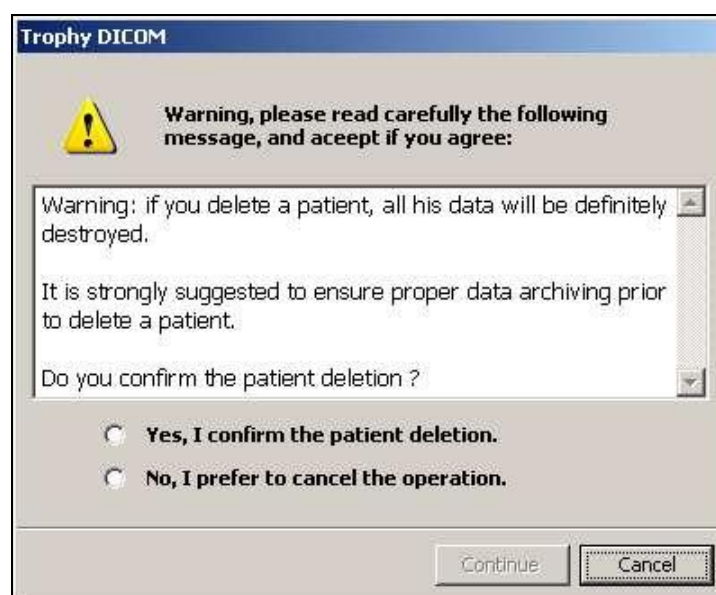 Trophy DICOM
Warning, please read carefully the following
message, and aceept if you agree:
Warning: if you delete a patient, all his data will be definitely
destroyed.
It is strongly suggested to ensure proper data archiving prior
to delete a patient.
Do you confirm the patient deletion ?
Yes, I confirm the patient deletion.
No, I prefer to cancel the operation.
Continue
Cancel